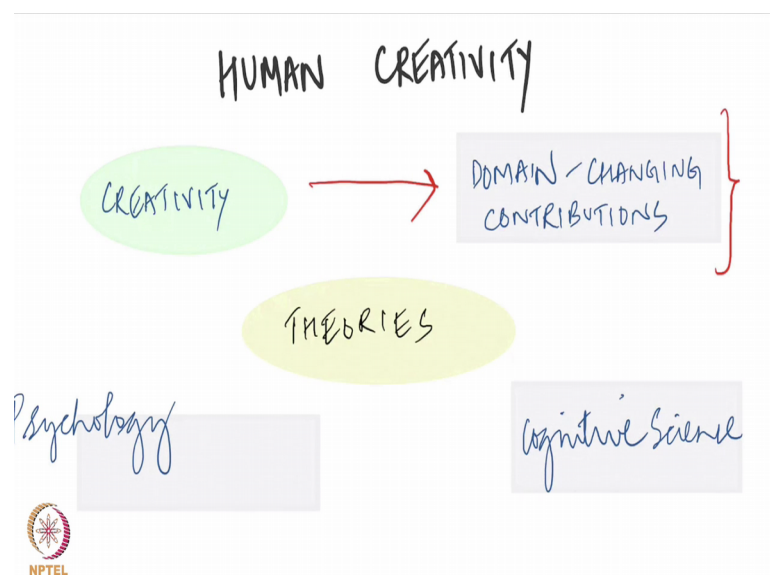 HUMAN CREATIVITY
CREATIVITY
DOMAIN-CHANGING
CONTRIBUTIONS
THEORIES
Psychology
Cognitive Science
NPTEL